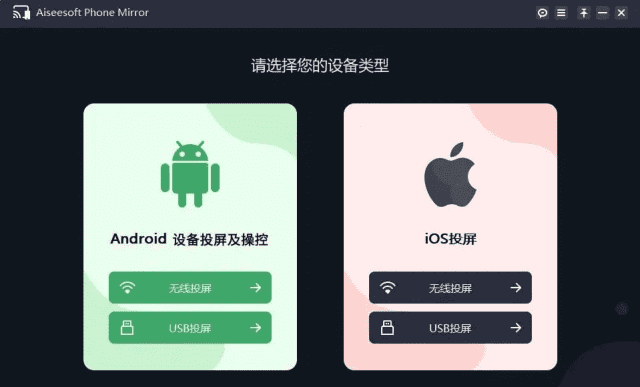 Aiseesoft Phone Mirror
请选择您的设备类型
Android 设备投屏及操控
无线投屏
USB投屏
iOS投屏
无线投屏
USB投屏